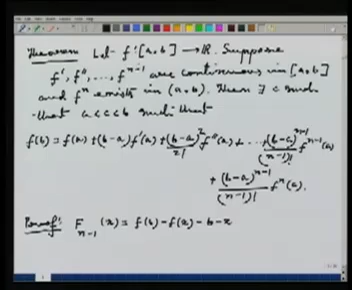 Theorem Let f : [a, b] → ℝ. Suppose
f', f'', ..., f^{n-1} are continuous in [a, b]
and f^n exists in (a, b). Then ∃ c such
that a < c < b such that
f(b) = f(a) + (b-a) f'(a) + (b-a)^2/2! f''(a) + ... + (b-a)^{n-1}/(n-1)! f^{n-1}(a)
+ (b-a)^{n-1}/(n-1)! f^n(a).
Proof: F_{n-1}(x) = f(b) - f(x) - b-x